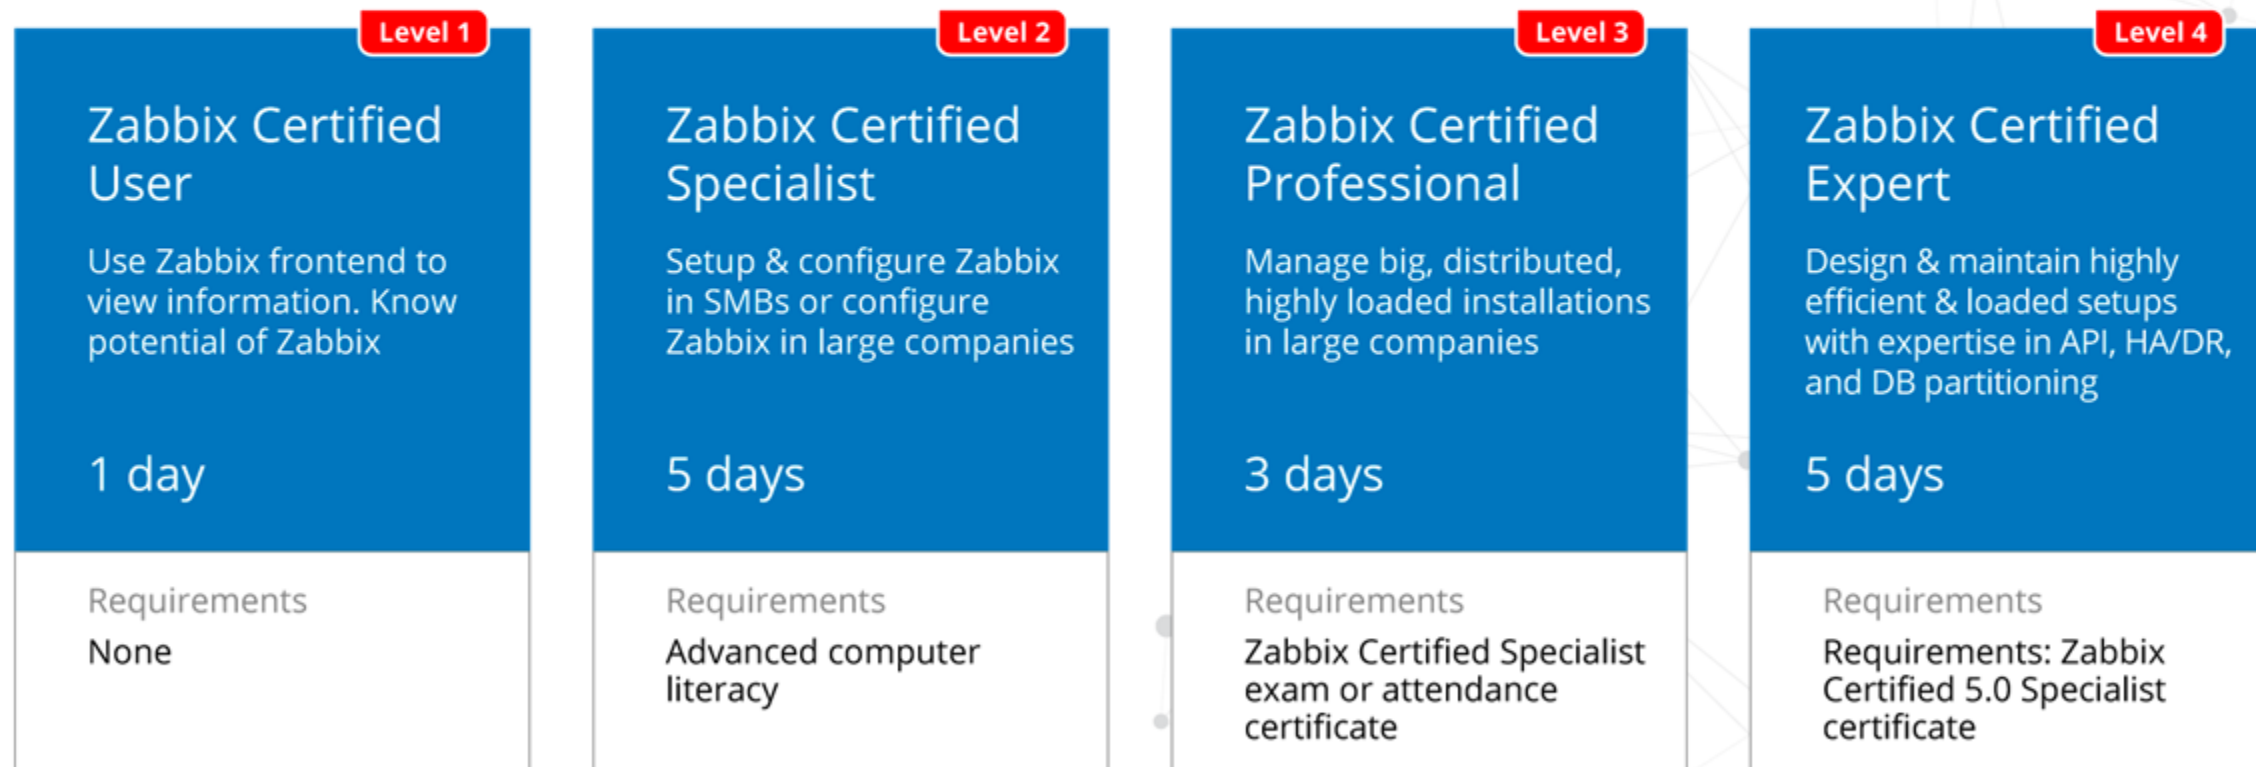 Level 1
Zabbix Certified
User
Use Zabbix frontend to
view information. Know
potential of Zabbix
1 day
Requirements
None
Level 2
Zabbix Certified
Specialist
Setup & configure Zabbix
in SMBs or configure
Zabbix in large companies
5 days
Requirements
Advanced computer
literacy
Level 3
Zabbix Certified
Professional
Manage big, distributed,
highly loaded installations
in large companies
3 days
Requirements
Zabbix Certified Specialist
exam or attendance
certificate
Level 4
Zabbix Certified
Expert
Design & maintain highly
efficient & loaded setups
with expertise in API, HA/DR,
and DB partitioning
5 days
Requirements
Requirements: Zabbix
Certified 5.0 Specialist
certificate